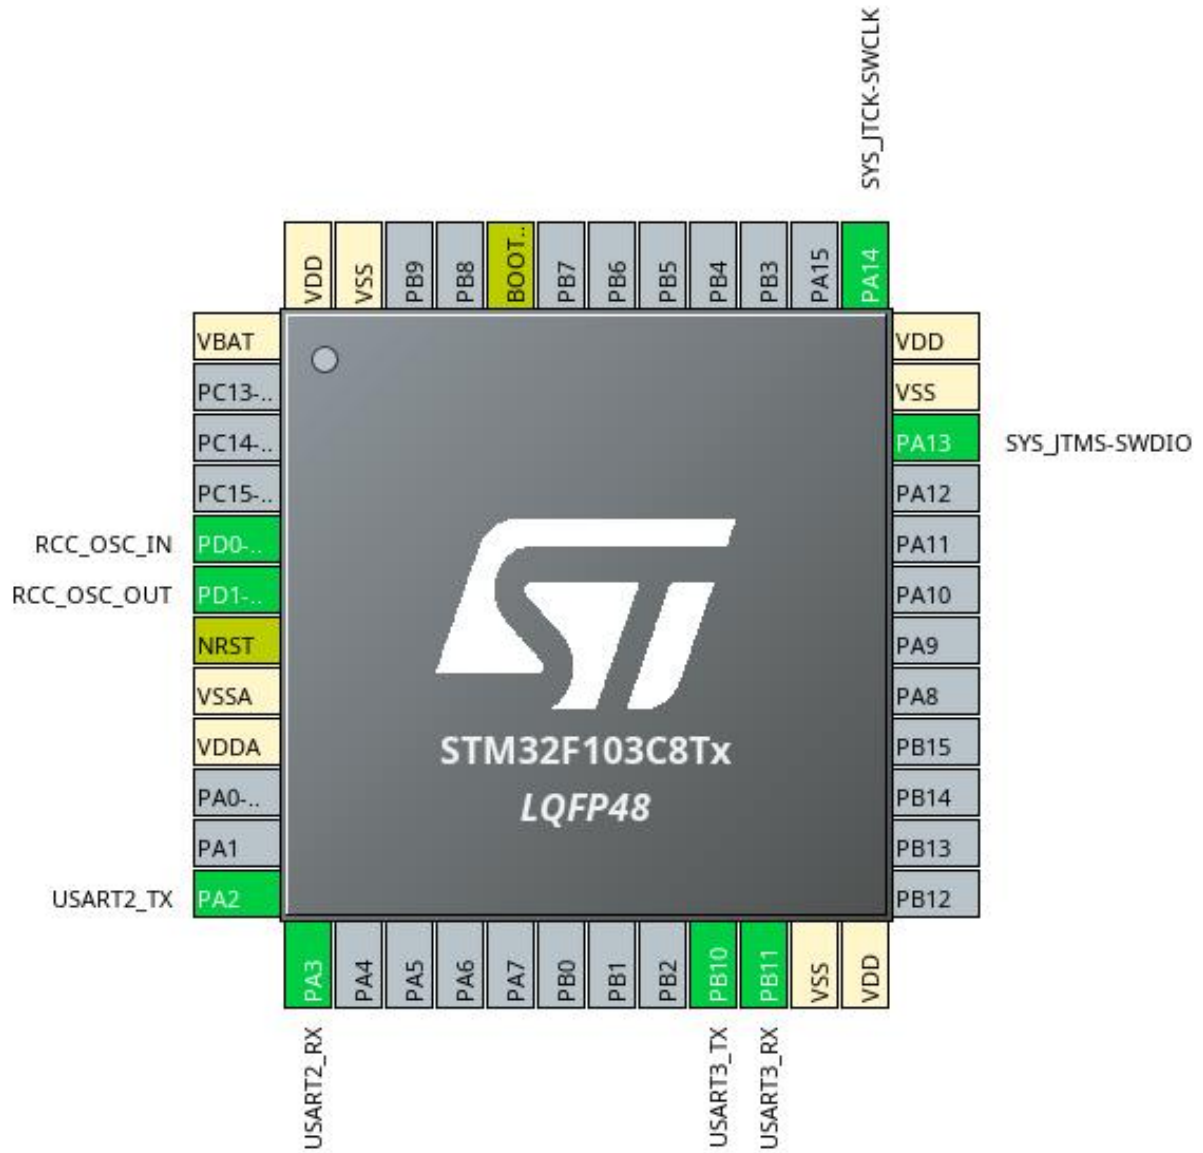 SYS_JTCK-SWCLK
VDD
VSS
PB9
PB8
BOOT..
PB7
PB6
PB5
PB4
PB3
PA15
PA14
VBAT
PC13-..
PC14-..
PC15-..
RCC_OSC_IN PD0-..
RCC_OSC_OUT PD1-..
NRST
VSSA
VDDA
PA0-..
PA1
USART2_TX PA2
VDD
VSS
PA13 SYS_JTMS-SWDIO
PA12
PA11
PA10
PA9
PA8
PB15
PB14
PB13
PB12
ST
STM32F103C8Tx
LQFP48
PA3
PA4
PA5
PA6
PA7
PB0
PB1
PB2
PB10
PB11
VSS
VDD
USART2_RX
USART3_TX
USART3_RX